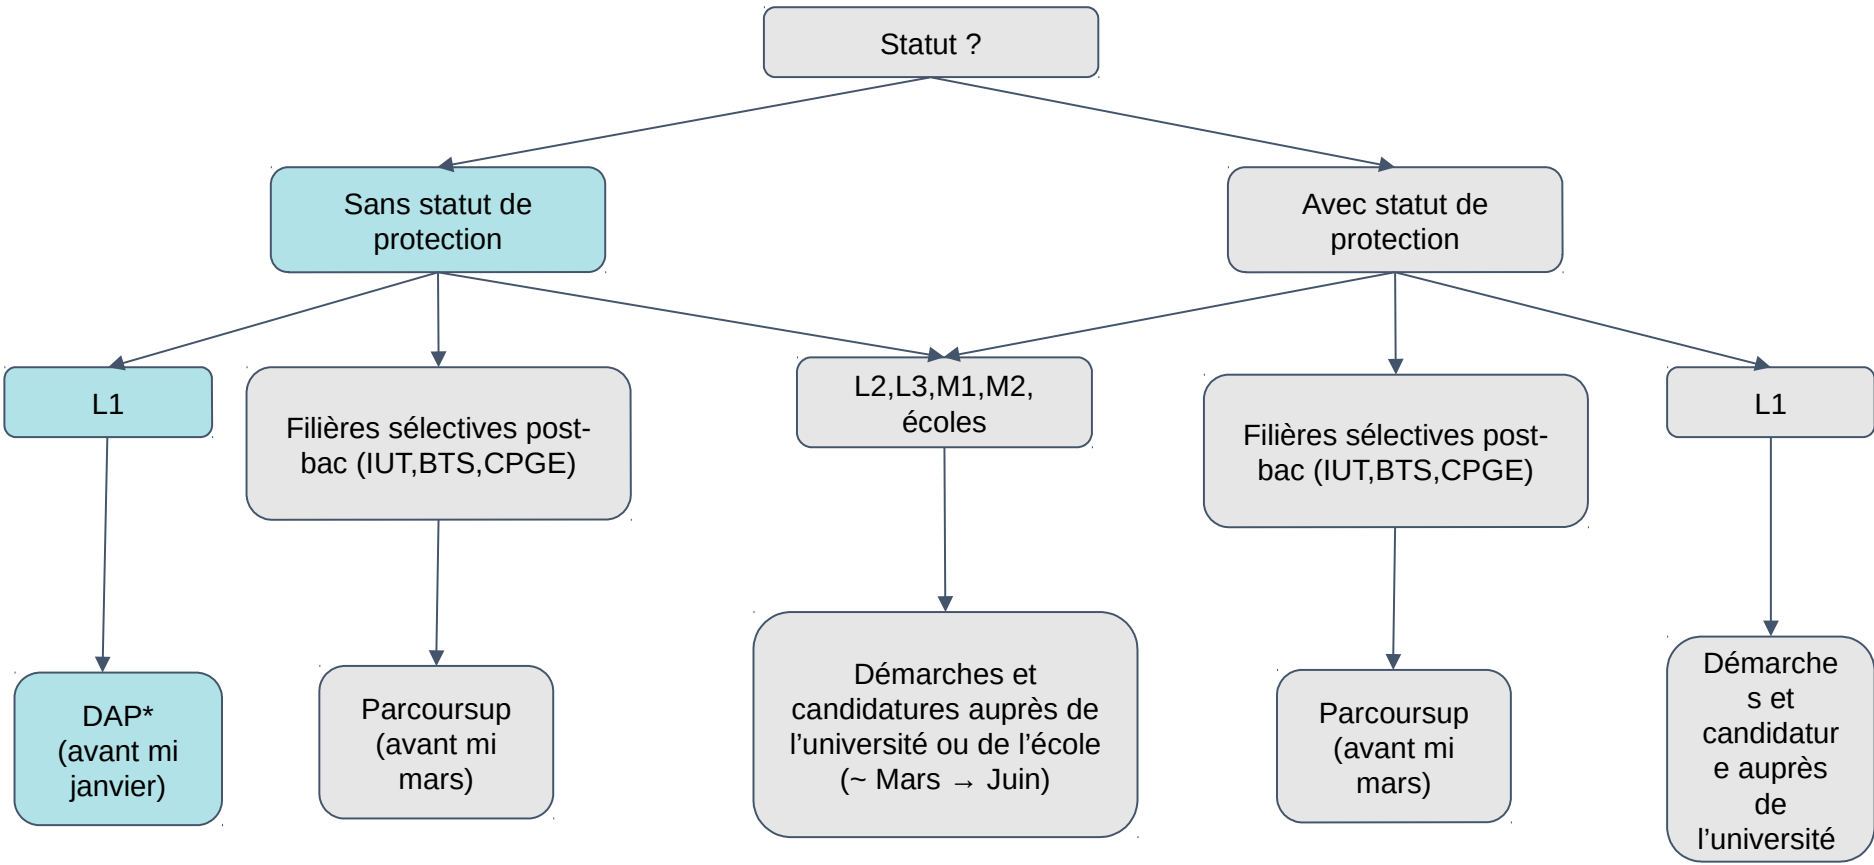 Statut ?
Sans statut de
protection
Avec statut de
protection
L1
Filières sélectives post-
bac (IUT,BTS,CPGE)
L2,L3,M1,M2,
écoles
Filières sélectives post-
bac (IUT,BTS,CPGE)
L1
DAP*
(avant mi
janvier)
Parcoursup
(avant mi
mars)
Démarches et
candidatures auprès de
l’université ou de l’école
(~ Mars → Juin)
Parcoursup
(avant mi
mars)
Démarche
s et
candidatur
e auprès
de
l’université